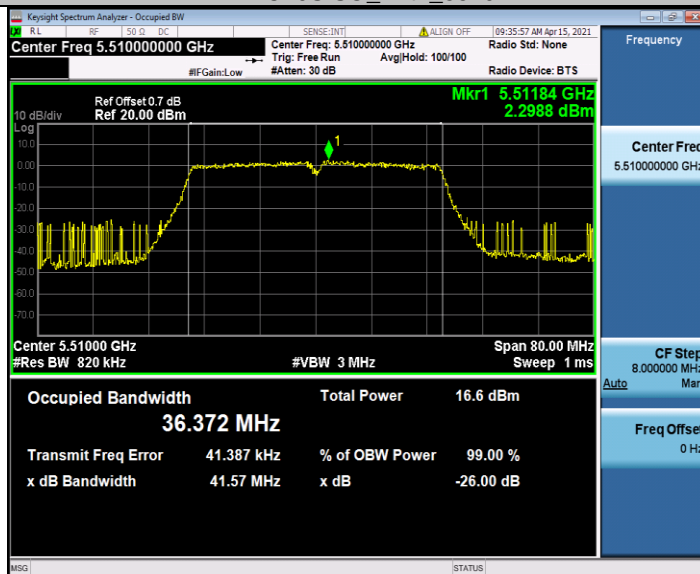 Keysight Spectrum Analyzer - Occupied BW
RL RF 50 Ω DC SENSE:INT ALIGN OFF 09:35:57 AM Apr 15, 2021
Center Freq 5.510000000 GHz
Center Freq: 5.510000000 GHz
Radio Std: None
Trig: Free Run Avg|Hold: 100/100
#IFGain:Low #Atten: 30 dB Radio Device: BTS
Ref Offset 0.7 dB
10 dB/div Ref 20.00 dBm
Mkr1 5.51184 GHz
2.2988 dBm
Log
10.0
0.00
-10.0
-20.0
-30.0
-40.0
-50.0
-60.0
-70.0
1
Center 5.51000 GHz Span 80.00 MHz
#Res BW 820 kHz #VBW 3 MHz Sweep 1 ms
Occupied Bandwidth Total Power 16.6 dBm
36.372 MHz
Transmit Freq Error 41.387 kHz % of OBW Power 99.00 %
x dB Bandwidth 41.57 MHz x dB -26.00 dB
MSG STATUS
Frequency
Center Freq
5.510000000 GHz
CF Step
8.000000 MHz
Auto Man
Freq Offset
0 Hz